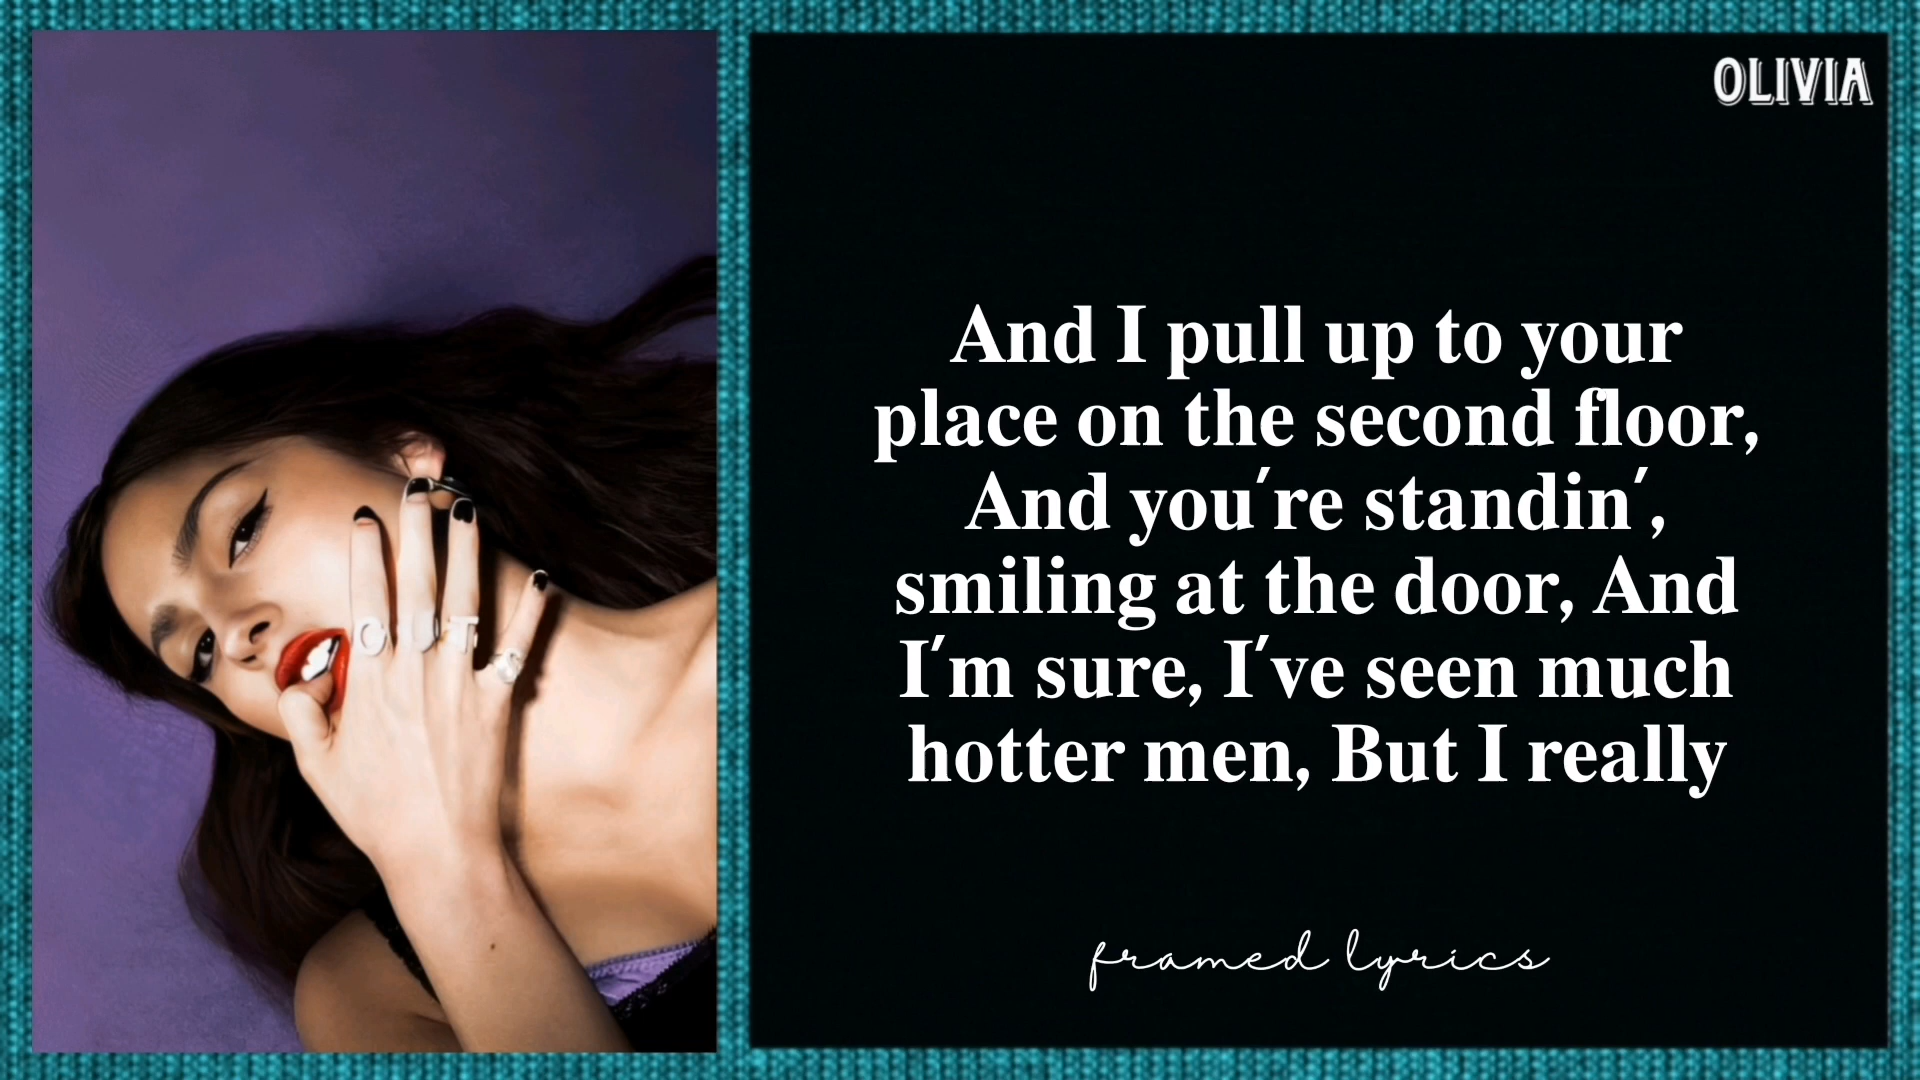 OLIVIA
And I pull up to your
place on the second floor,
And you´re standin´,
smiling at the door, And
I´m sure, I´ve seen much
hotter men, But I really
framed lyrics
GUTS